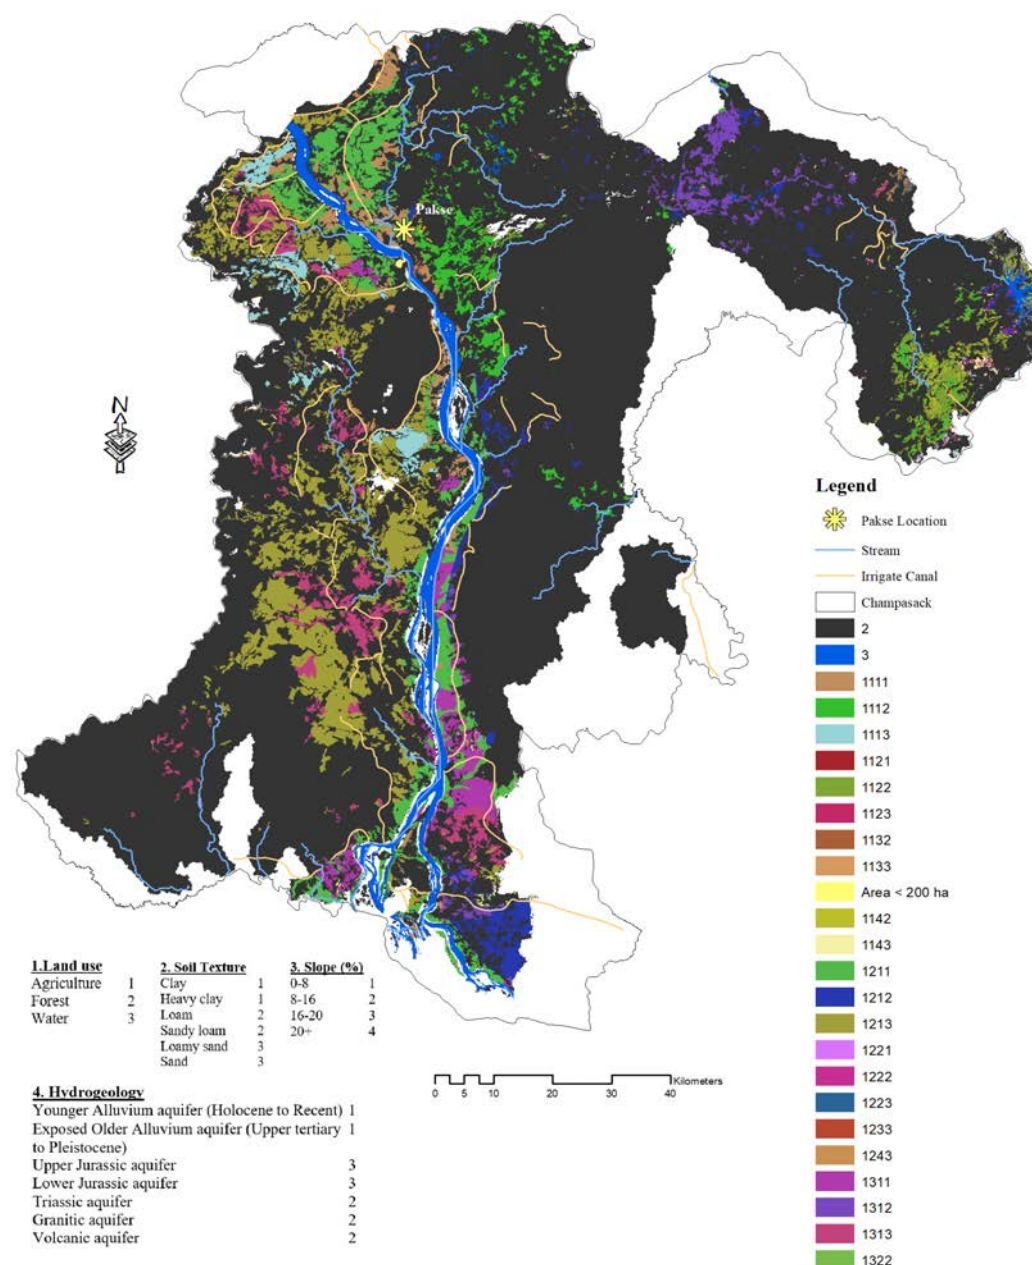 Pakse
N
Legend
Pakse Location
Stream
Irrigate Canal
Champasack
2
3
1111
1112
1113
1121
1122
1123
1132
1133
Area < 200 ha
1142
1143
1211
1212
1213
1221
1222
1223
1233
1243
1311
1312
1313
1322
1.Land use
Agriculture 1
Forest 2
Water 3
2. Soil Texture
Clay 1
Heavy clay 1
Loam 2
Sandy loam 2
Loamy sand 3
Sand 3
3. Slope (%)
0-8 1
8-16 2
16-20 3
20+ 4
Kilometers
0 5 10 20 30 40
4. Hydrogeology
Younger Alluvium aquifer (Holocene to Recent) 1
Exposed Older Alluvium aquifer (Upper tertiary 1
to Pleistocene)
Upper Jurassic aquifer 3
Lower Jurassic aquifer 3
Triassic aquifer 2
Granitic aquifer 2
Volcanic aquifer 2